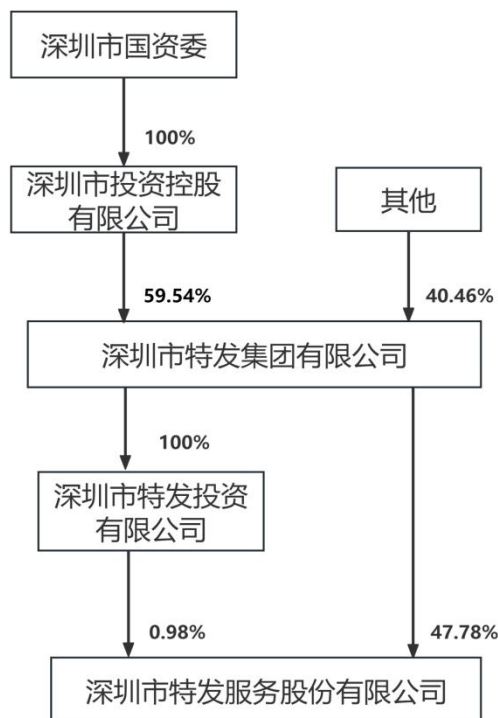 深圳市国资委
100%
深圳市投资控股
有限公司
其他
59.54%
40.46%
深圳市特发集团有限公司
100%
深圳市特发投资
有限公司
0.98%
47.78%
深圳市特发服务股份有限公司